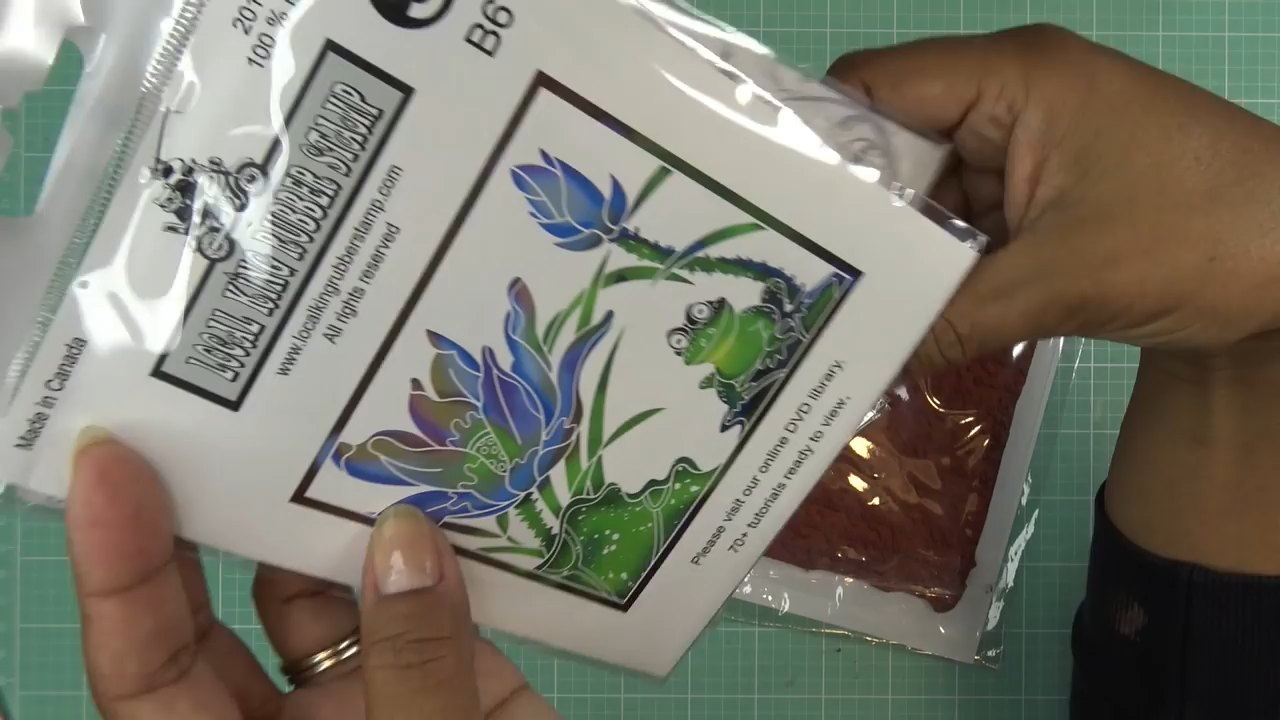 Made in Canada
100 %
B6
LOCAL KING RUBBER STAMP
www.localkingrubberstamp.com
All rights reserved
Please visit our online DVD library,
70+ tutorials ready to view,